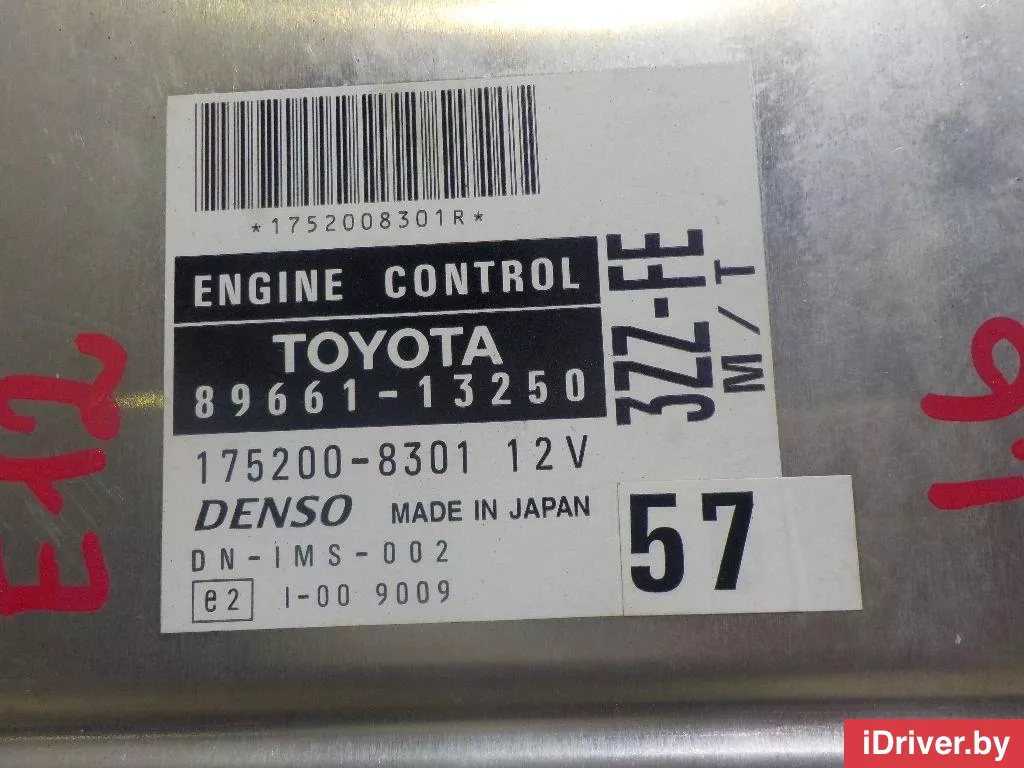 *1752008301R*
ENGINE CONTROL
TOYOTA
89661-13250
3ZZ-FE
M/T
175200-8301 12V
DENSO MADE IN JAPAN
DN-iMS-002
e2 I-00 9009
57
E12
1.6
iDriver.by